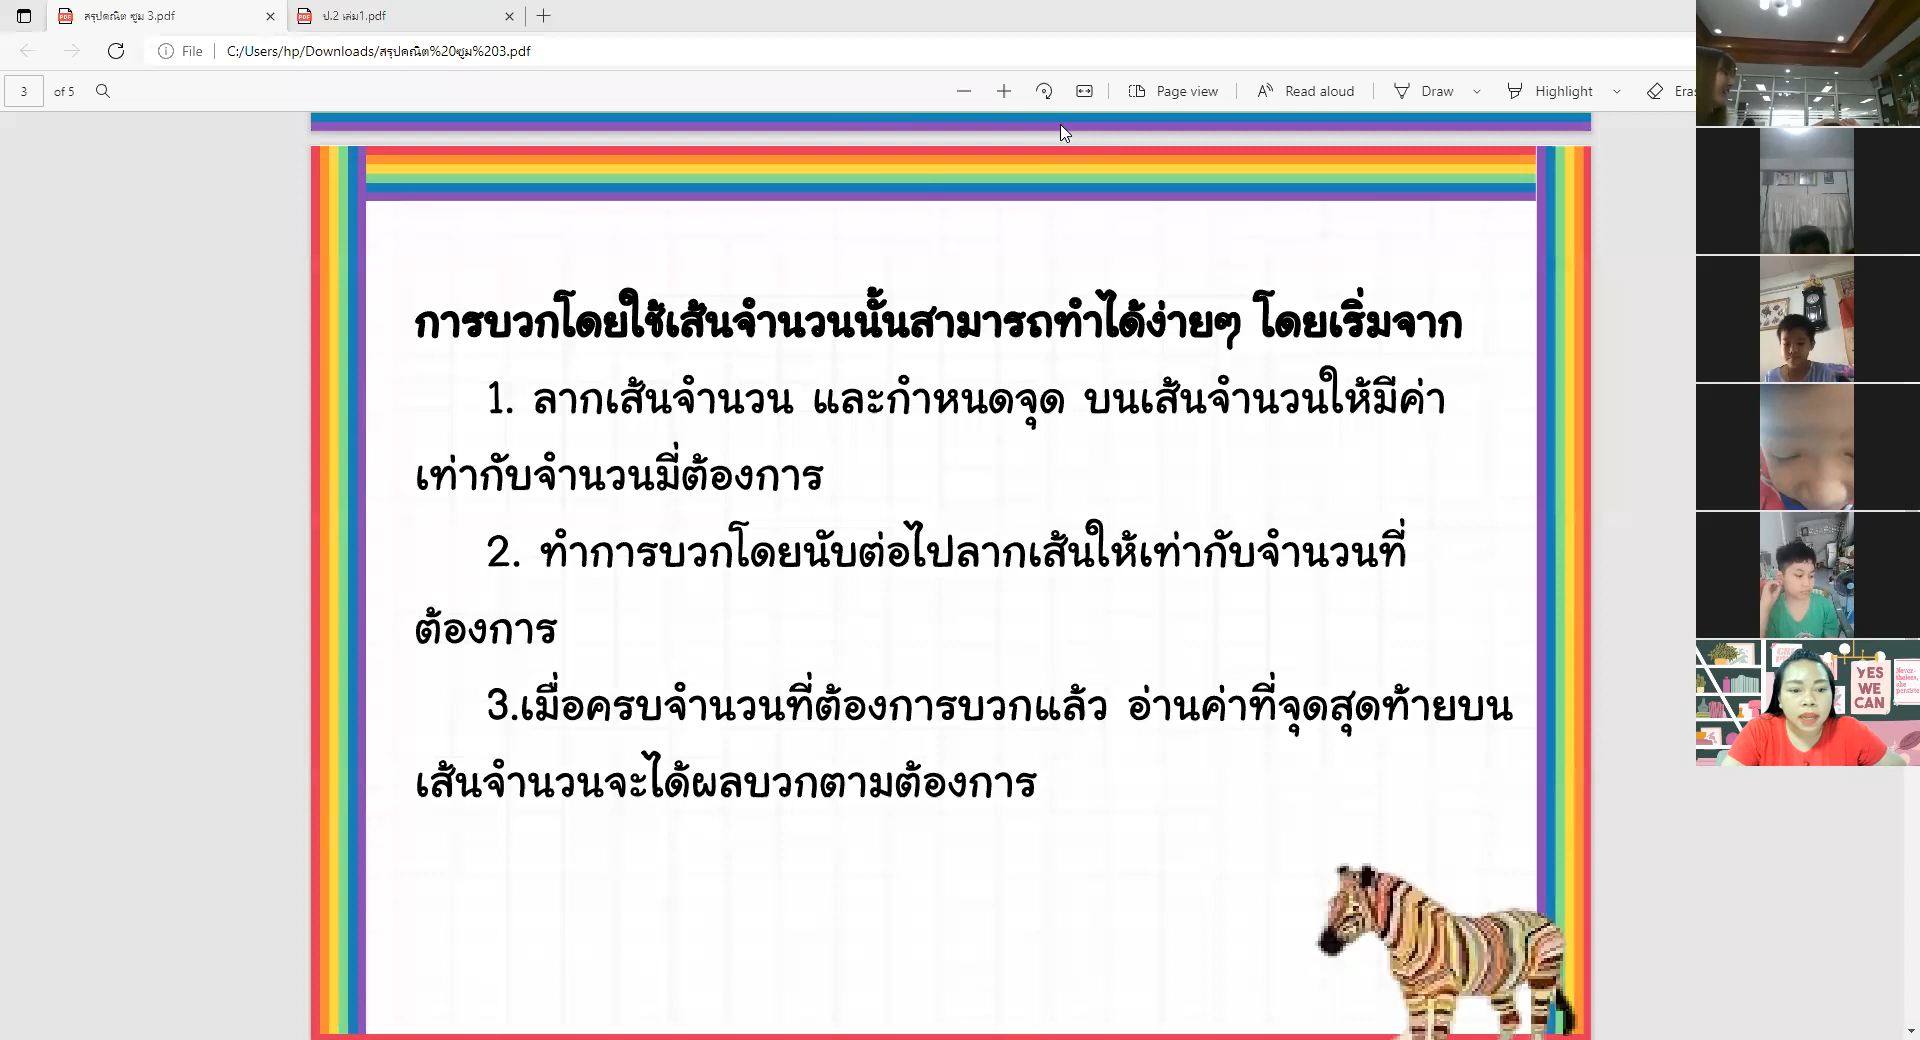 สรุปคณิต ซูม 3.pdf
ป.2 เล่ม1.pdf
File
C:/Users/hp/Downloads/สรุปคณิต%20ซูม%203.pdf
3 of 5
Page view
Read aloud
Draw
Highlight
Eras
การบวกโดยใช้เส้นจำนวนนั้นสามารถทำได้ง่ายๆ โดยเริ่มจาก
1. ลากเส้นจำนวน และกำหนดจุด บนเส้นจำนวนให้มีค่า
เท่ากับจำนวนมี่ต้องการ
2. ทำการบวกโดยนับต่อไปลากเส้นให้เท่ากับจำนวนที่
ต้องการ
3.เมื่อครบจำนวนที่ต้องการบวกแล้ว อ่านค่าที่จุดสุดท้ายบน
เส้นจำนวนจะได้ผลบวกตามต้องการ
YES
WE
CAN